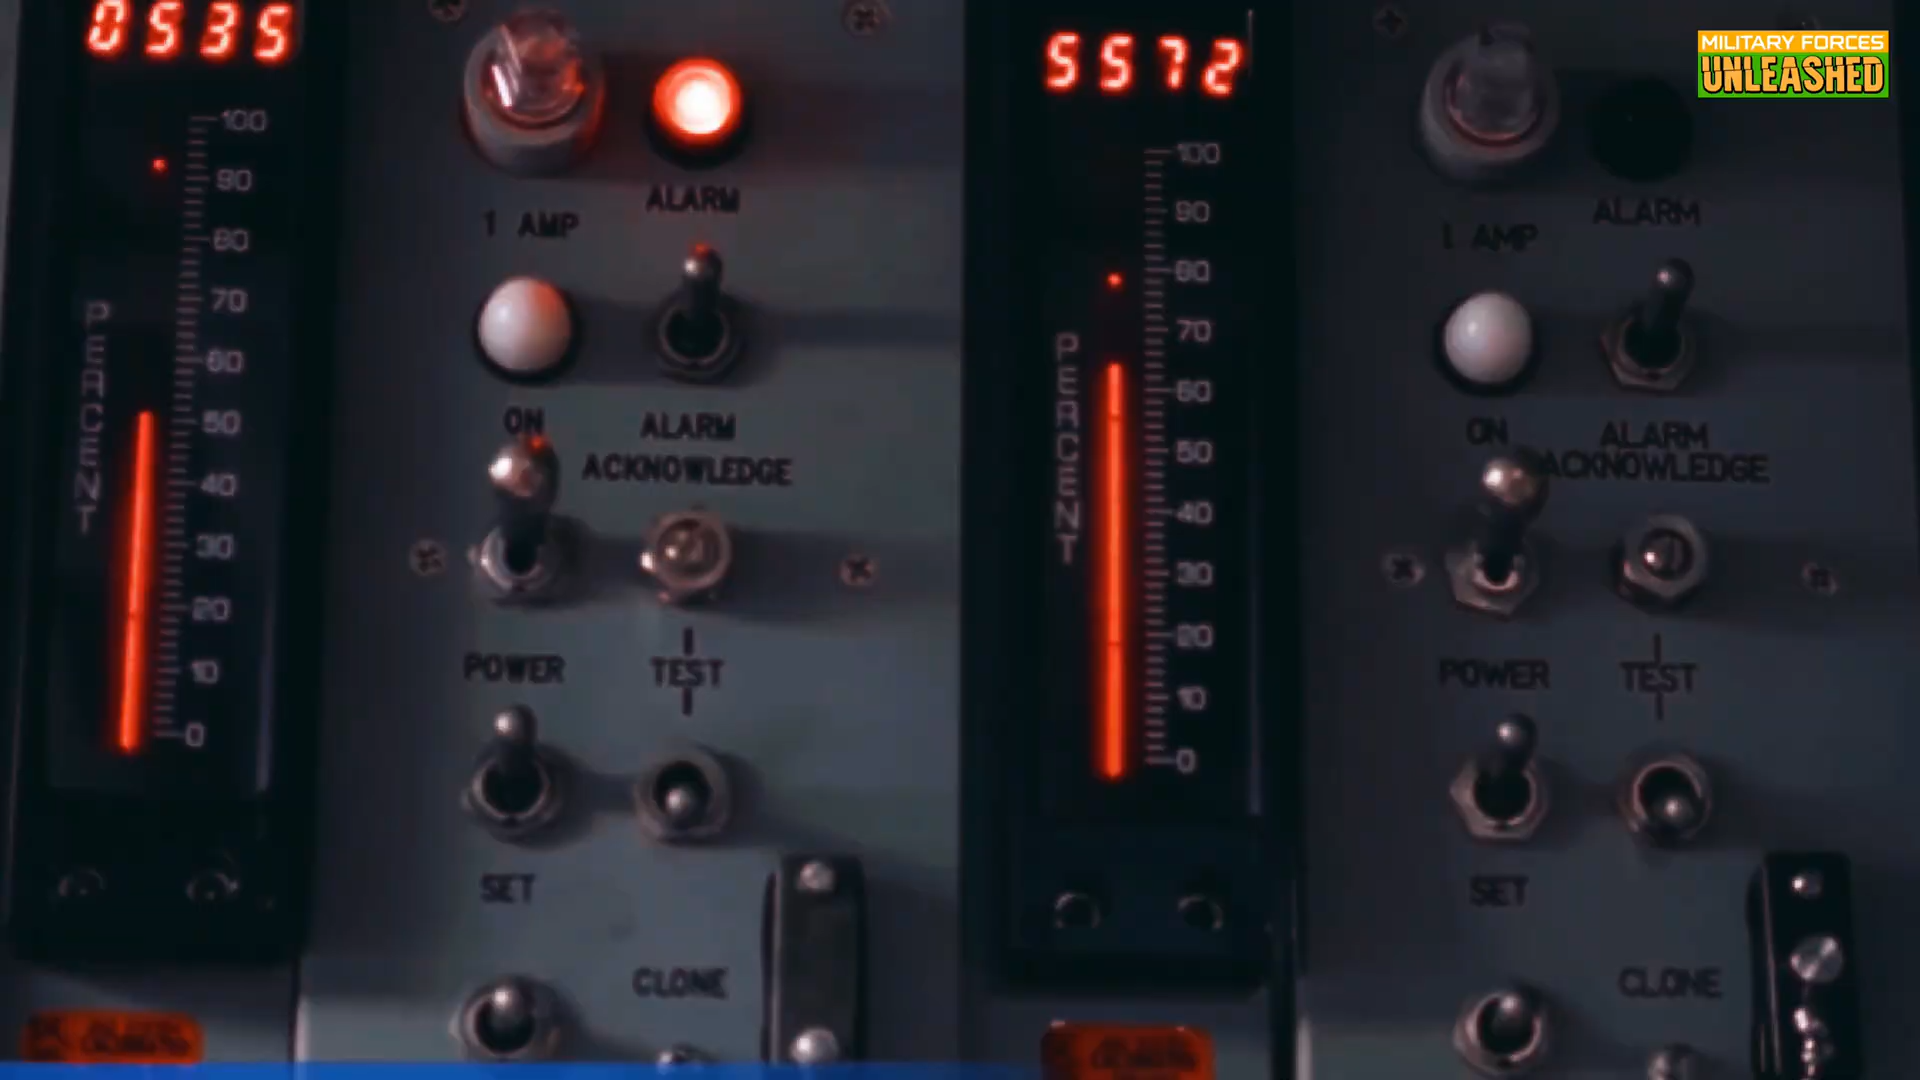 0535
5572
MILITARY FORCES
UNLEASHED
100
90
80
70
60
50
40
30
20
10
0
PERCENT
1 AMP
ALARM
ON
ALARM
ACKNOWLEDGE
POWER
TEST
SET
CLONE
100
90
80
70
60
50
40
30
20
10
0
PERCENT
1 AMP
ALARM
ON
ALARM
ACKNOWLEDGE
POWER
TEST
SET
CLONE